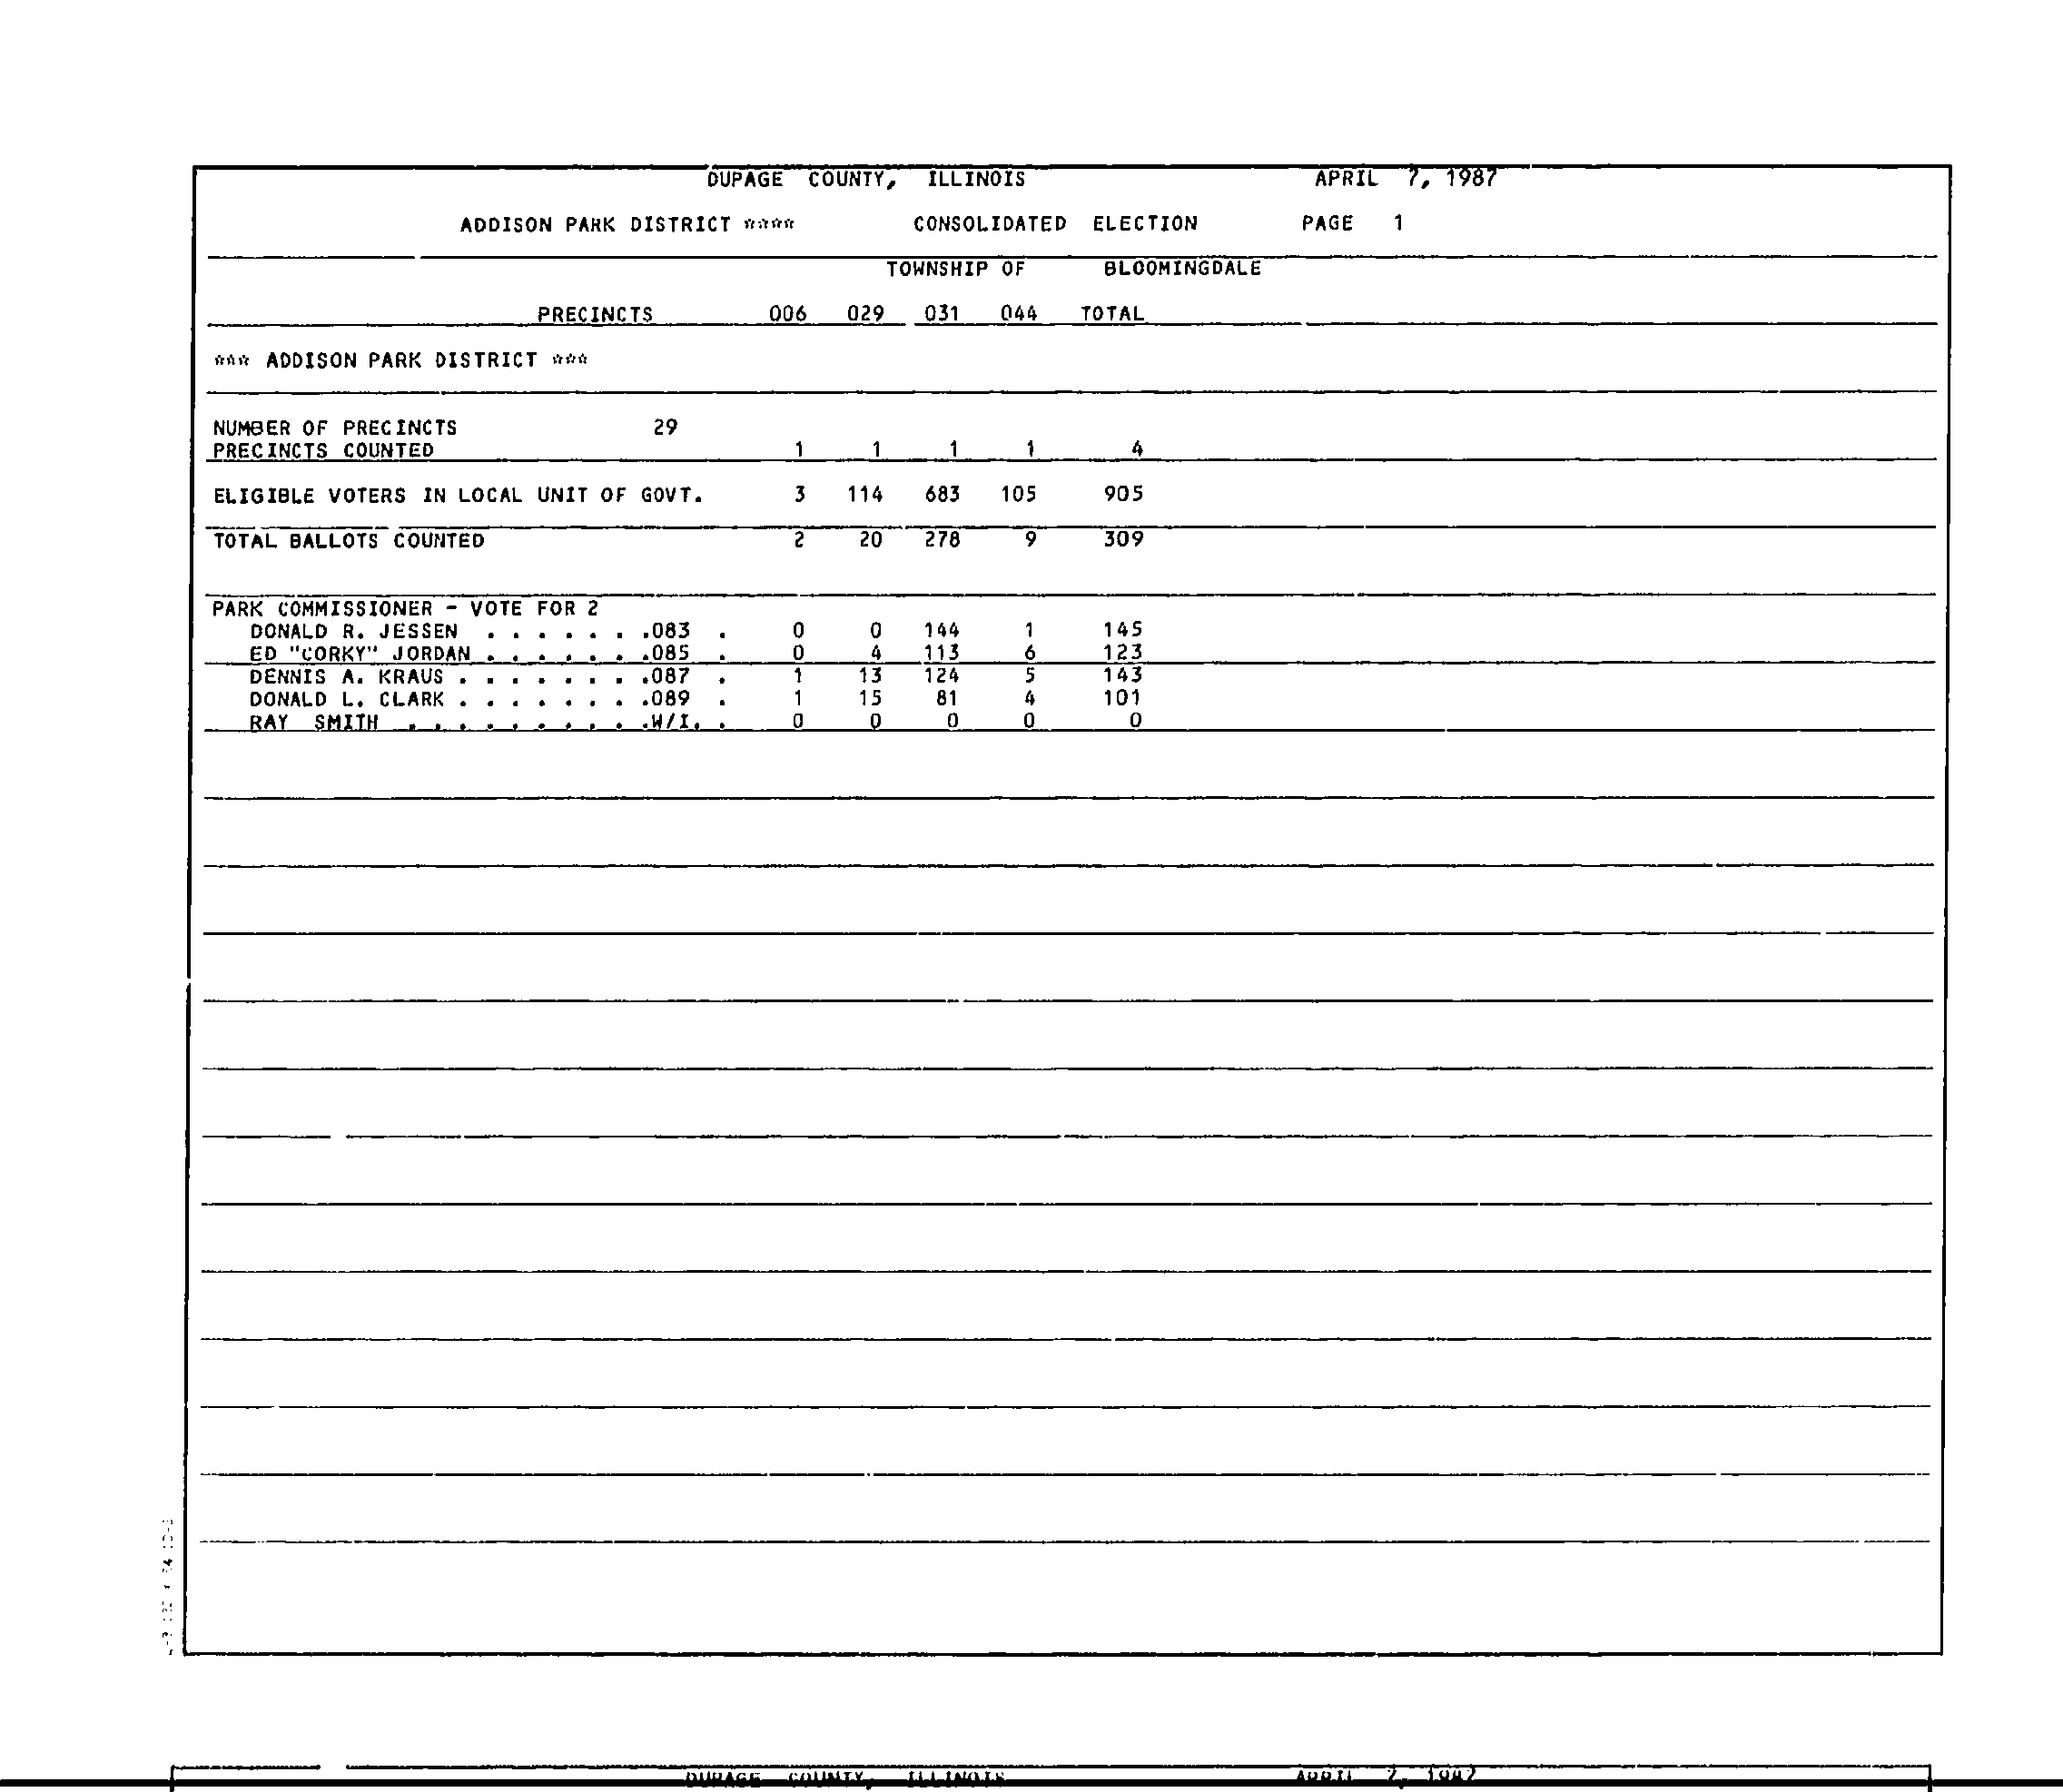 DUPAGE COUNTY, ILLINOIS APRIL 7, 1987
ADDISON PARK DISTRICT **** CONSOLIDATED ELECTION PAGE 1
TOWNSHIP OF BLOOMINGDALE
PRECINCTS 006 029 031 044 TOTAL
*** ADDISON PARK DISTRICT ***
NUMBER OF PRECINCTS 29
PRECINCTS COUNTED 1 1 1 1 4
ELIGIBLE VOTERS IN LOCAL UNIT OF GOVT. 3 114 683 105 905
TOTAL BALLOTS COUNTED 2 20 278 9 309
PARK COMMISSIONER - VOTE FOR 2
DONALD R. JESSEN . . . . . . .083 . 0 0 144 1 145
ED "CORKY" JORDAN . . . . . . .085 . 0 4 113 6 123
DENNIS A. KRAUS . . . . . . . .087 . 1 13 124 5 143
DONALD L. CLARK . . . . . . . .089 . 1 15 81 4 101
RAY SMITH . . . . . . . . . .W/I. . 0 0 0 0 0
DUPAGE COUNTY, ILLINOIS APRIL 7, 1987